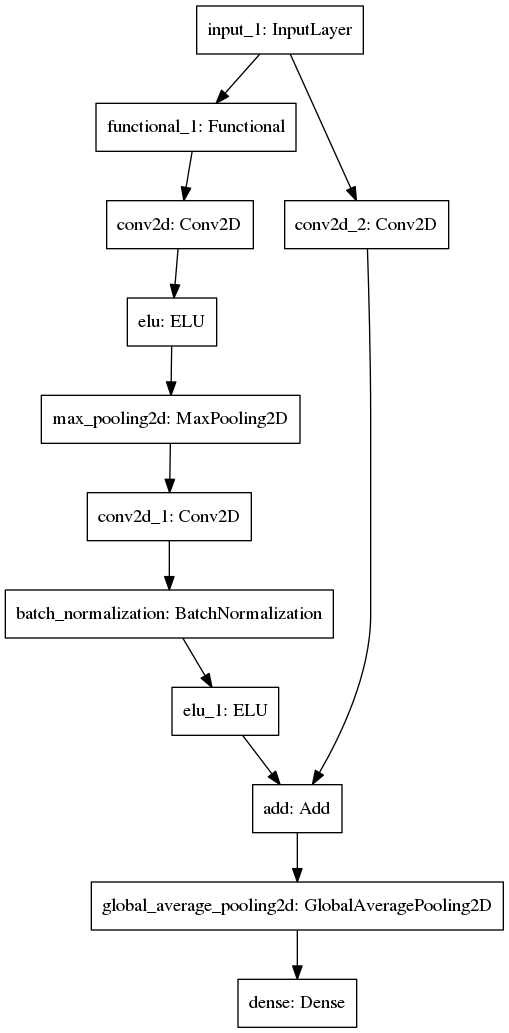 input_1: InputLayer
functional_1: Functional
conv2d: Conv2D
conv2d_2: Conv2D
elu: ELU
max_pooling2d: MaxPooling2D
conv2d_1: Conv2D
batch_normalization: BatchNormalization
elu_1: ELU
add: Add
global_average_pooling2d: GlobalAveragePooling2D
dense: Dense